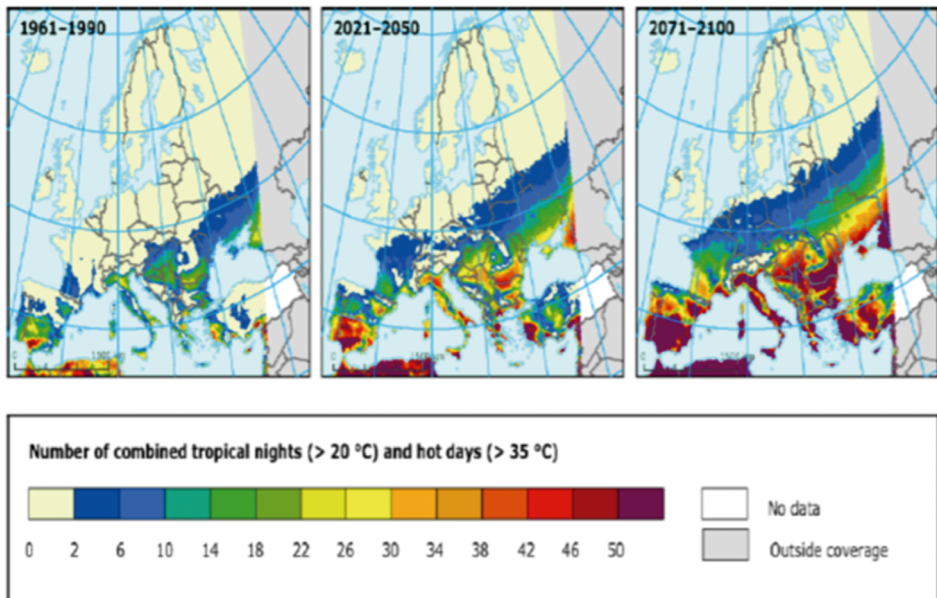 1961–1990
2021–2050
2071–2100
Number of combined tropical nights (> 20 °C) and hot days (> 35 °C)
0 2 6 10 14 18 22 26 30 34 38 42 46 50
No data
Outside coverage